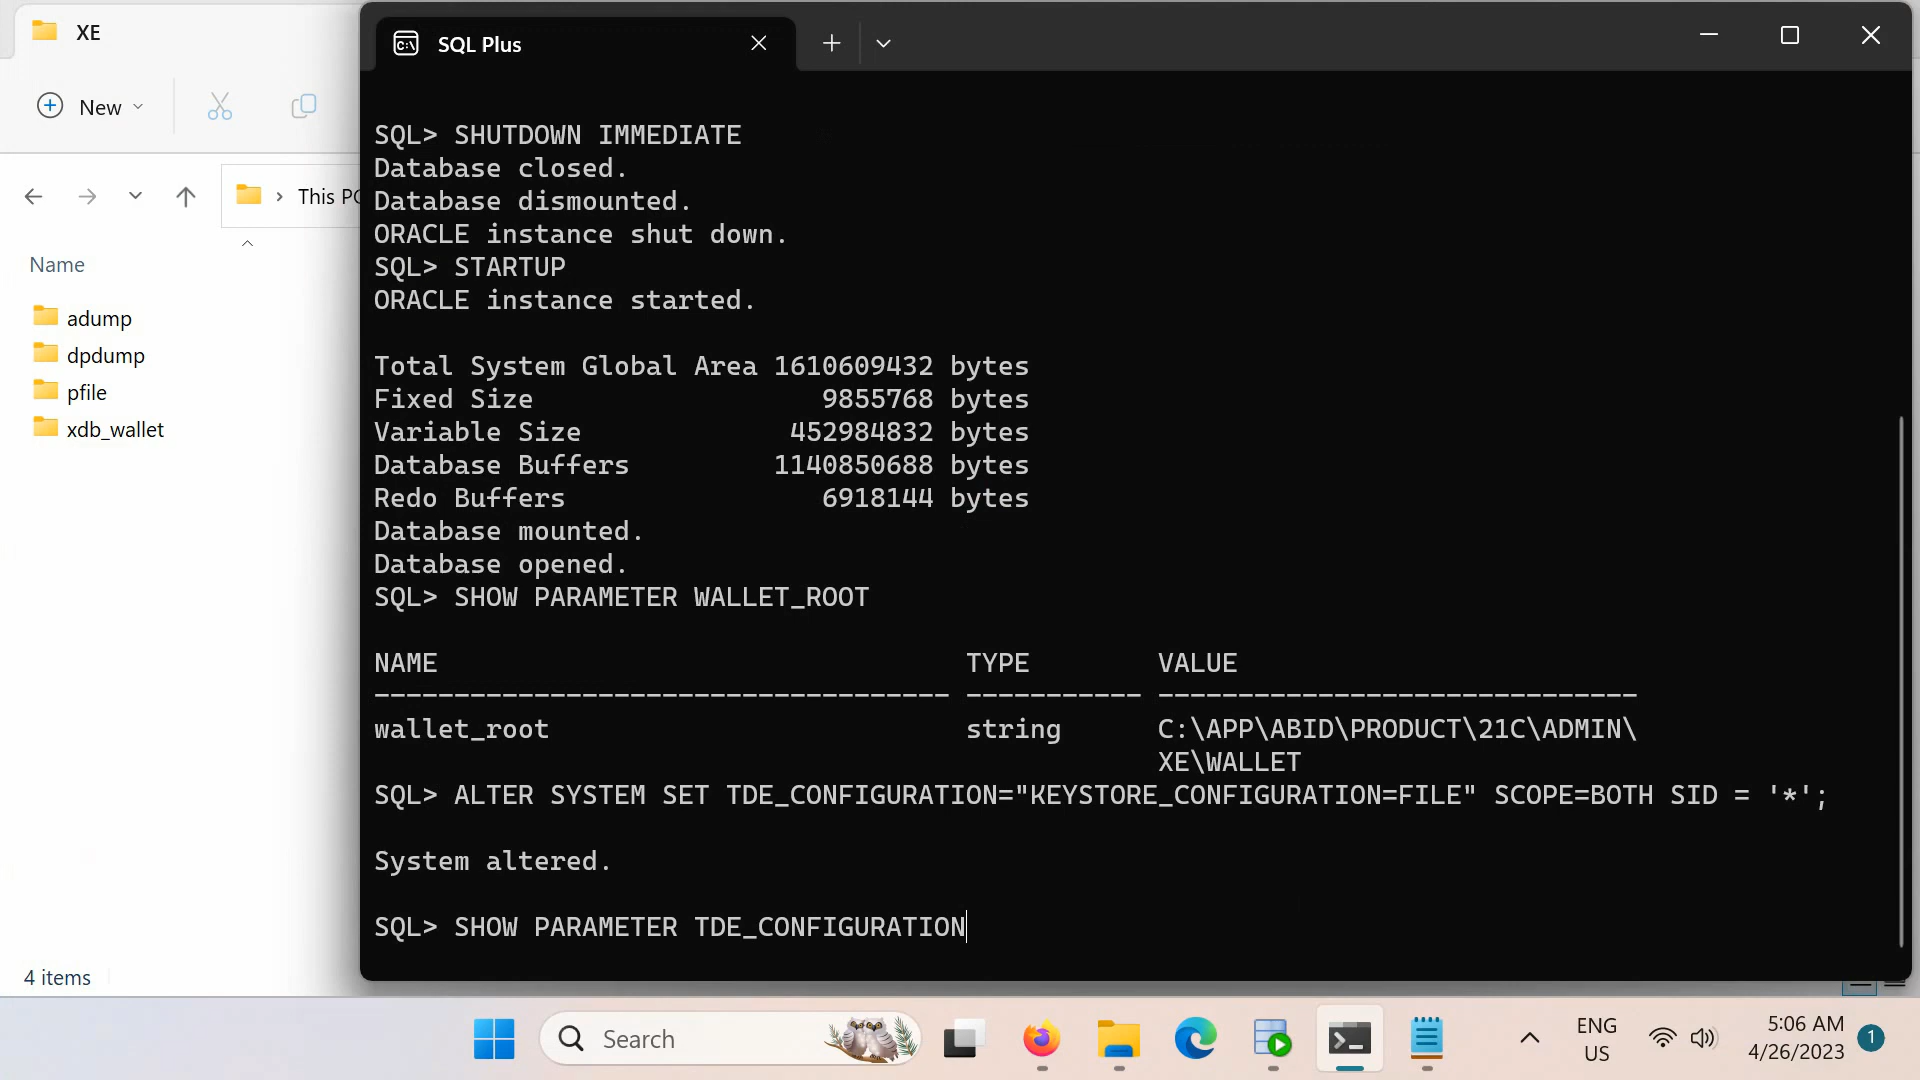 XE
SQL Plus
New
This PC
Name
adump
dpdump
pfile
xdb_wallet
4 items
SQL> SHUTDOWN IMMEDIATE
Database closed.
Database dismounted.
ORACLE instance shut down.
SQL> STARTUP
ORACLE instance started.
Total System Global Area 1610609432 bytes
Fixed Size 9855768 bytes
Variable Size 452984832 bytes
Database Buffers 1140850688 bytes
Redo Buffers 6918144 bytes
Database mounted.
Database opened.
SQL> SHOW PARAMETER WALLET_ROOT
NAME TYPE VALUE
------------------------------------ ----------- ------------------------------
wallet_root string C:\APP\ABID\PRODUCT\21C\ADMIN\
XE\WALLET
SQL> ALTER SYSTEM SET TDE_CONFIGURATION="KEYSTORE_CONFIGURATION=FILE" SCOPE=BOTH SID = '*';
System altered.
SQL> SHOW PARAMETER TDE_CONFIGURATION
Search
ENG
US
5:06 AM
4/26/2023
1